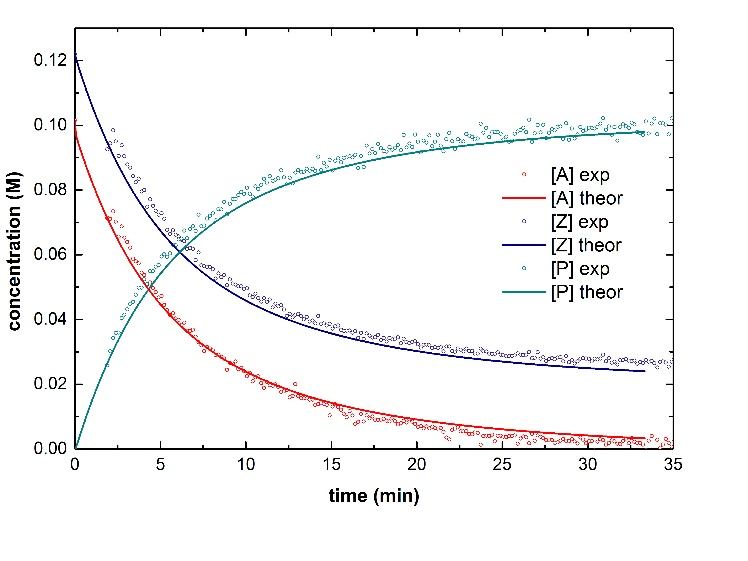 0.12
0.10
0.08
0.06
0.04
0.02
0.00
concentration (M)
[A] exp
[A] theor
[Z] exp
[Z] theor
[P] exp
[P] theor
0 5 10 15 20 25 30 35
time (min)